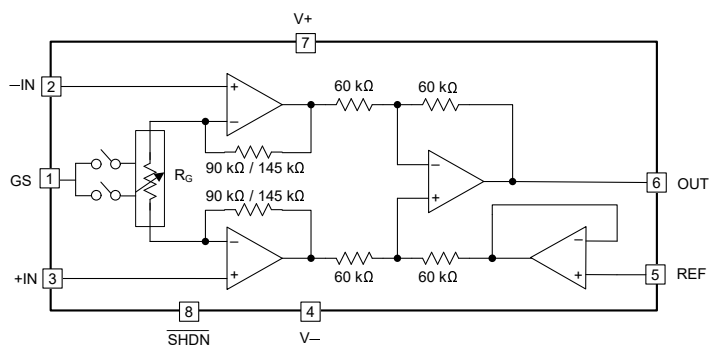 V+
7
–IN
2
60 kΩ
60 kΩ
+
–
90 kΩ / 145 kΩ
GS
1
RG
–
+
6
OUT
90 kΩ / 145 kΩ
–
+
–
+
+IN
3
60 kΩ
60 kΩ
5
REF
8
4
SHDN
V–